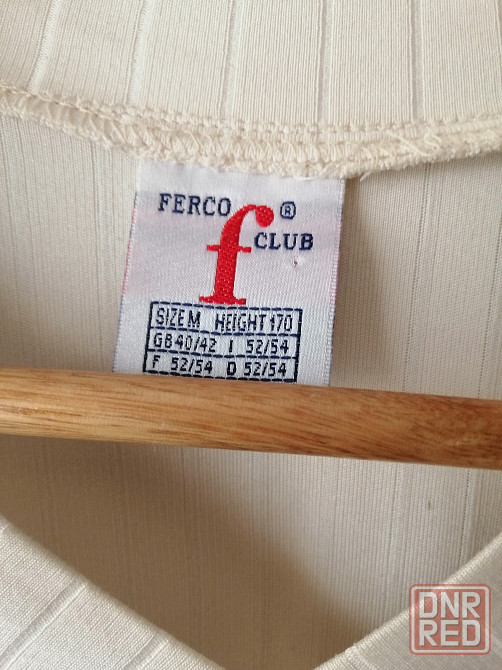 FERCO ®
f
CLUB
SIZE M HEIGHT 170
GB 40/42 I 52/54
F 52/54 D 52/54
DNR
RED